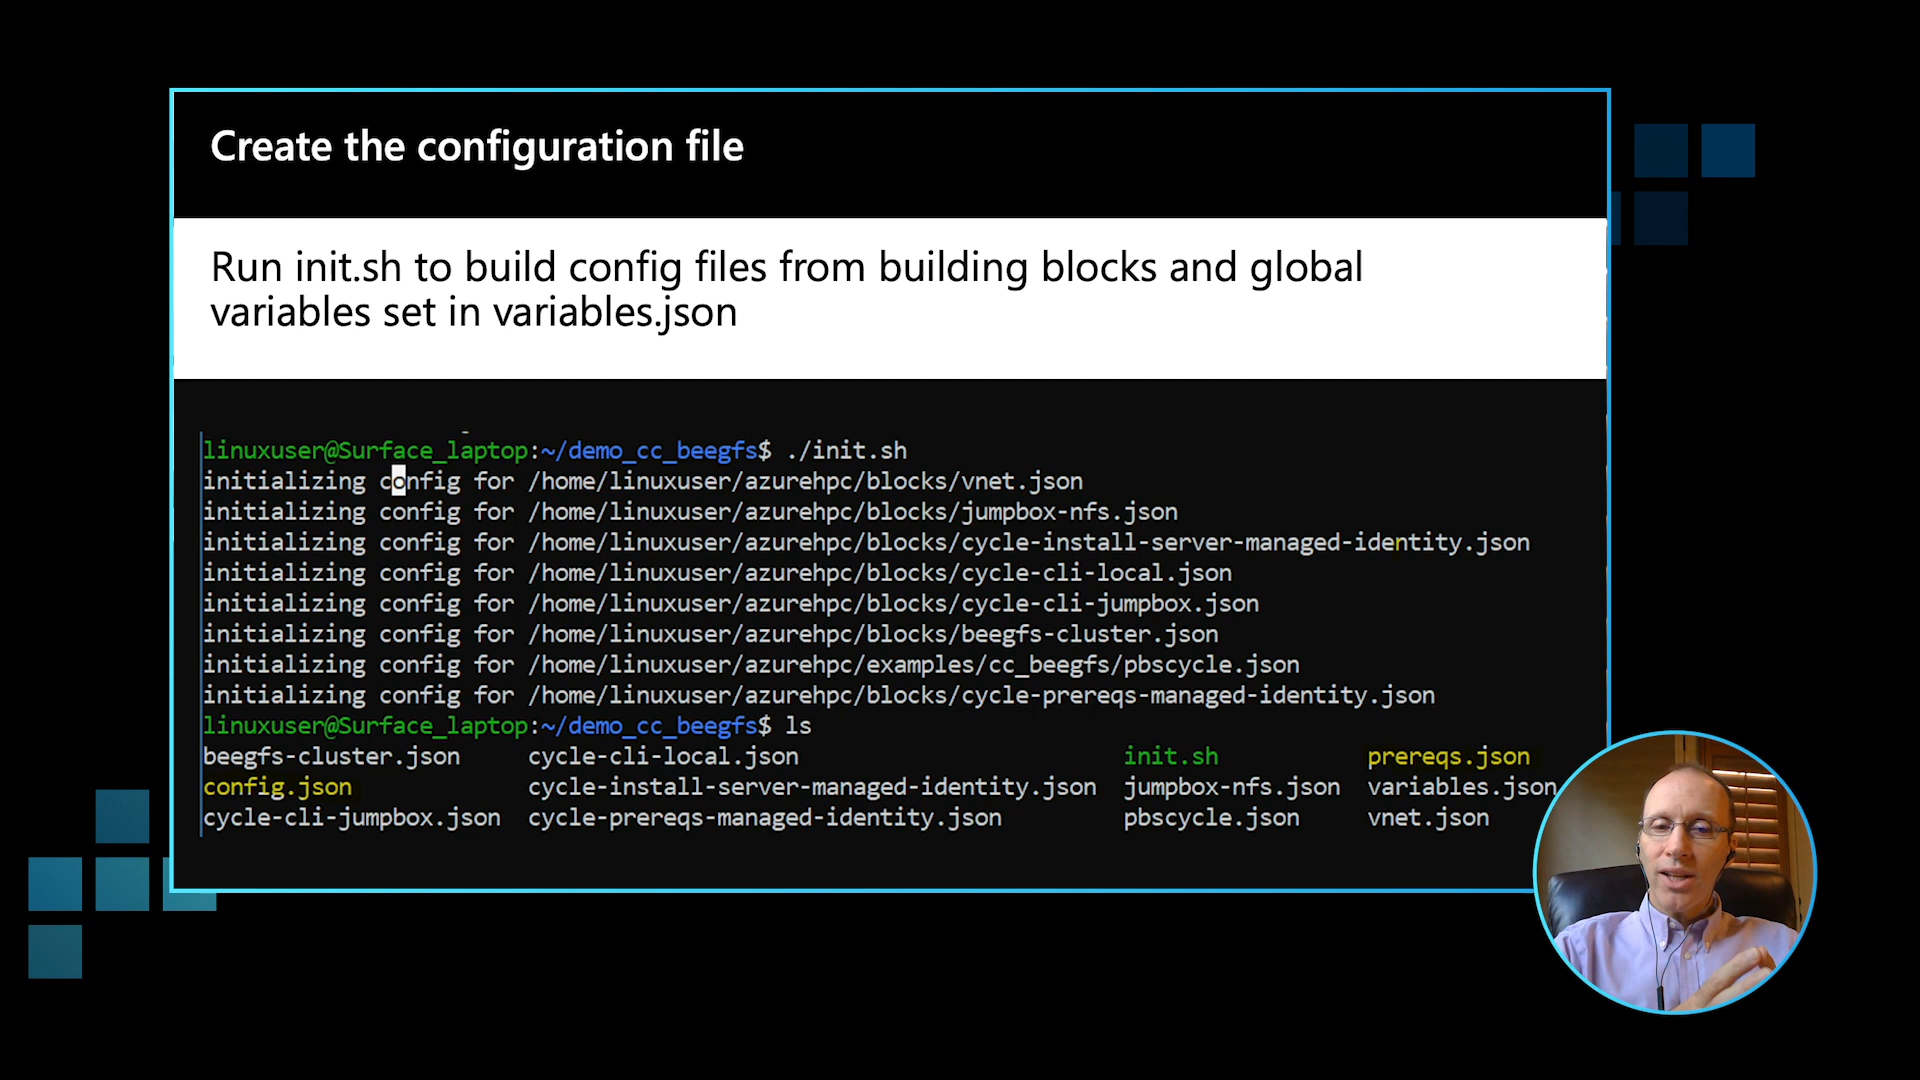 Create the configuration file
Run init.sh to build config files from building blocks and global
variables set in variables.json
linuxuser@Surface_laptop:~/demo_cc_beegfs$ ./init.sh
initializing config for /home/linuxuser/azurehpc/blocks/vnet.json
initializing config for /home/linuxuser/azurehpc/blocks/jumpbox-nfs.json
initializing config for /home/linuxuser/azurehpc/blocks/cycle-install-server-managed-identity.json
initializing config for /home/linuxuser/azurehpc/blocks/cycle-cli-local.json
initializing config for /home/linuxuser/azurehpc/blocks/cycle-cli-jumpbox.json
initializing config for /home/linuxuser/azurehpc/blocks/beegfs-cluster.json
initializing config for /home/linuxuser/azurehpc/examples/cc_beegfs/pbscycle.json
initializing config for /home/linuxuser/azurehpc/blocks/cycle-prereqs-managed-identity.json
linuxuser@Surface_laptop:~/demo_cc_beegfs$ ls
beegfs-cluster.json cycle-cli-local.json init.sh prereqs.json
config.json cycle-install-server-managed-identity.json jumpbox-nfs.json variables.json
cycle-cli-jumpbox.json cycle-prereqs-managed-identity.json pbscycle.json vnet.json